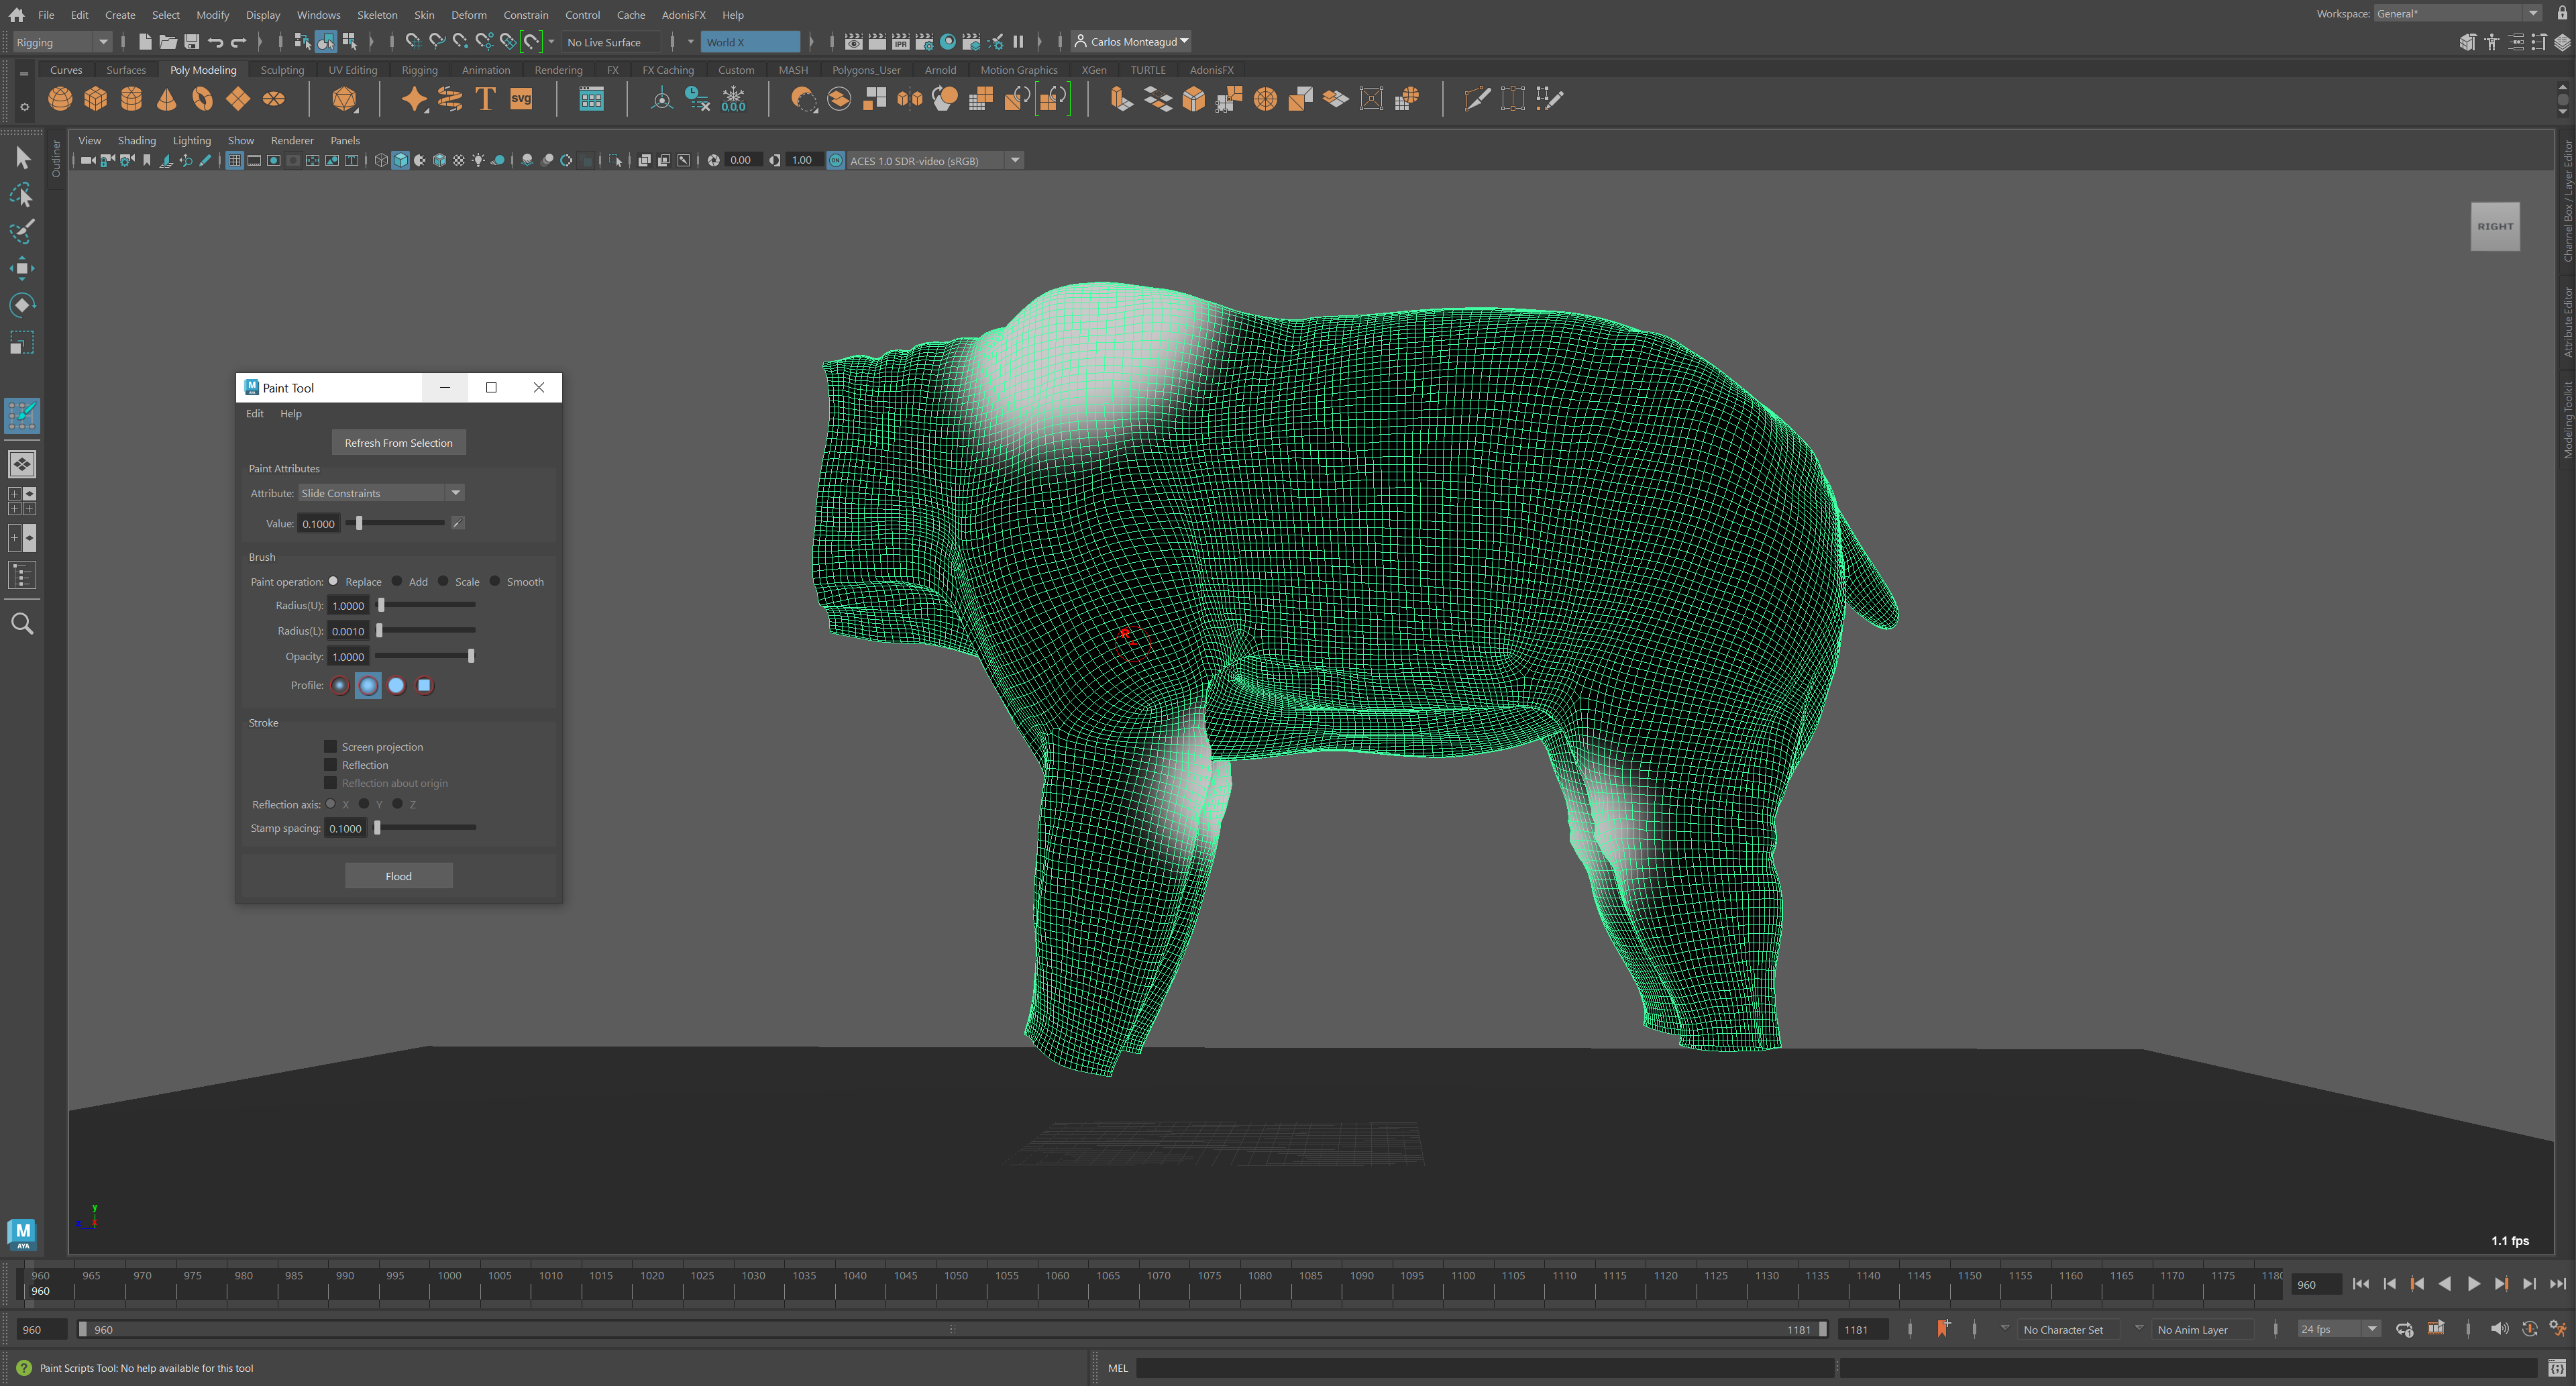 File Edit Create Select Modify Display Windows Skeleton Skin Deform Constrain Control Cache AdonisFX Help
Workspace: General*
Rigging No Live Surface World X IPR Carlos Monteagud
Curves Surfaces Poly Modeling Sculpting UV Editing Rigging Animation Rendering FX FX Caching Custom MASH Polygons_User Arnold Motion Graphics XGen TURTLE AdonisFX
T svg 0,0,0
View Shading Lighting Show Renderer Panels
0.00 1.00 ON ACES 1.0 SDR-video (sRGB)
Outliner
Channel Box / Layer Editor
Attribute Editor
Modeling Toolkit
RIGHT
Paint Tool
Edit Help
Refresh From Selection
Paint Attributes
Attribute: Slide Constraints
Value: 0.1000
Brush
Paint operation: Replace Add Scale Smooth
Radius(U): 1.0000
Radius(L): 0.0010
Opacity: 1.0000
Profile:
Stroke
Screen projection
Reflection
Reflection about origin
Reflection axis: X Y Z
Stamp spacing: 0.1000
Flood
R
y
z
M
AYA
1.1 fps
960 965 970 975 980 985 990 995 1000 1005 1010 1015 1020 1025 1030 1035 1040 1045 1050 1055 1060 1065 1070 1075 1080 1085 1090 1095 1100 1105 1110 1115 1120 1125 1130 1135 1140 1145 1150 1155 1160 1165 1170 1175 1180
960
960
960 960 1181 1181 No Character Set No Anim Layer 24 fps
Paint Scripts Tool: No help available for this tool
MEL